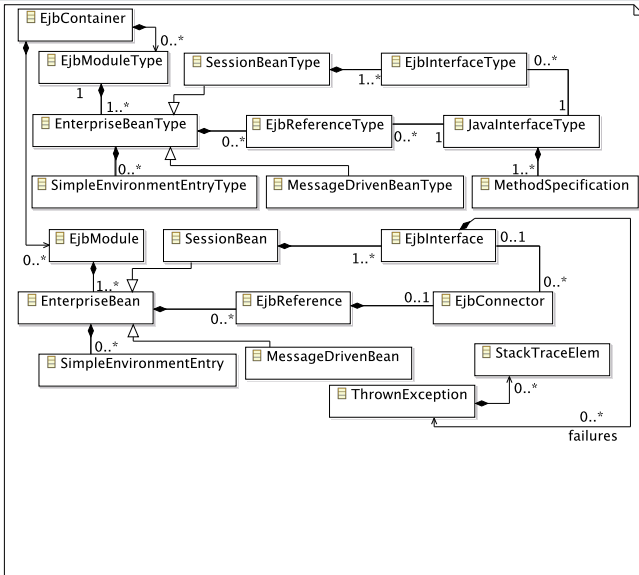 EjbContainer
0..*
EjbModuleType
SessionBeanType
EjbInterfaceType
0..*
1..*
1
1..*
1
EnterpriseBeanType
EjbReferenceType
JavaInterfaceType
0..*
0..*
1
0..*
1..*
SimpleEnvironmentEntryType
MessageDrivenBeanType
MethodSpecification
EjbModule
SessionBean
EjbInterface
0..1
0..*
1..*
1..*
0..*
EnterpriseBean
EjbReference
0..1
EjbConnector
0..*
0..*
SimpleEnvironmentEntry
MessageDrivenBean
StackTraceElem
0..*
ThrownException
0..*
failures